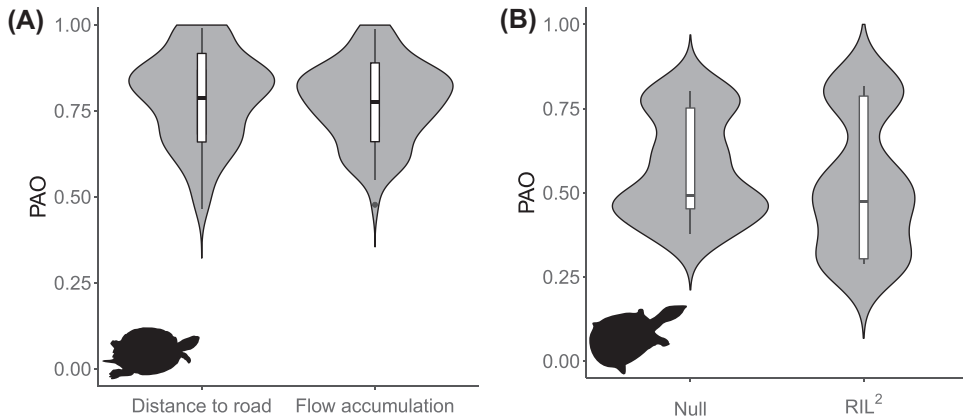 (A)
PAO
1.00
0.75
0.50
0.25
0.00
Distance to road Flow accumulation
(B)
PAO
1.00
0.75
0.50
0.25
0.00
Null RIL²